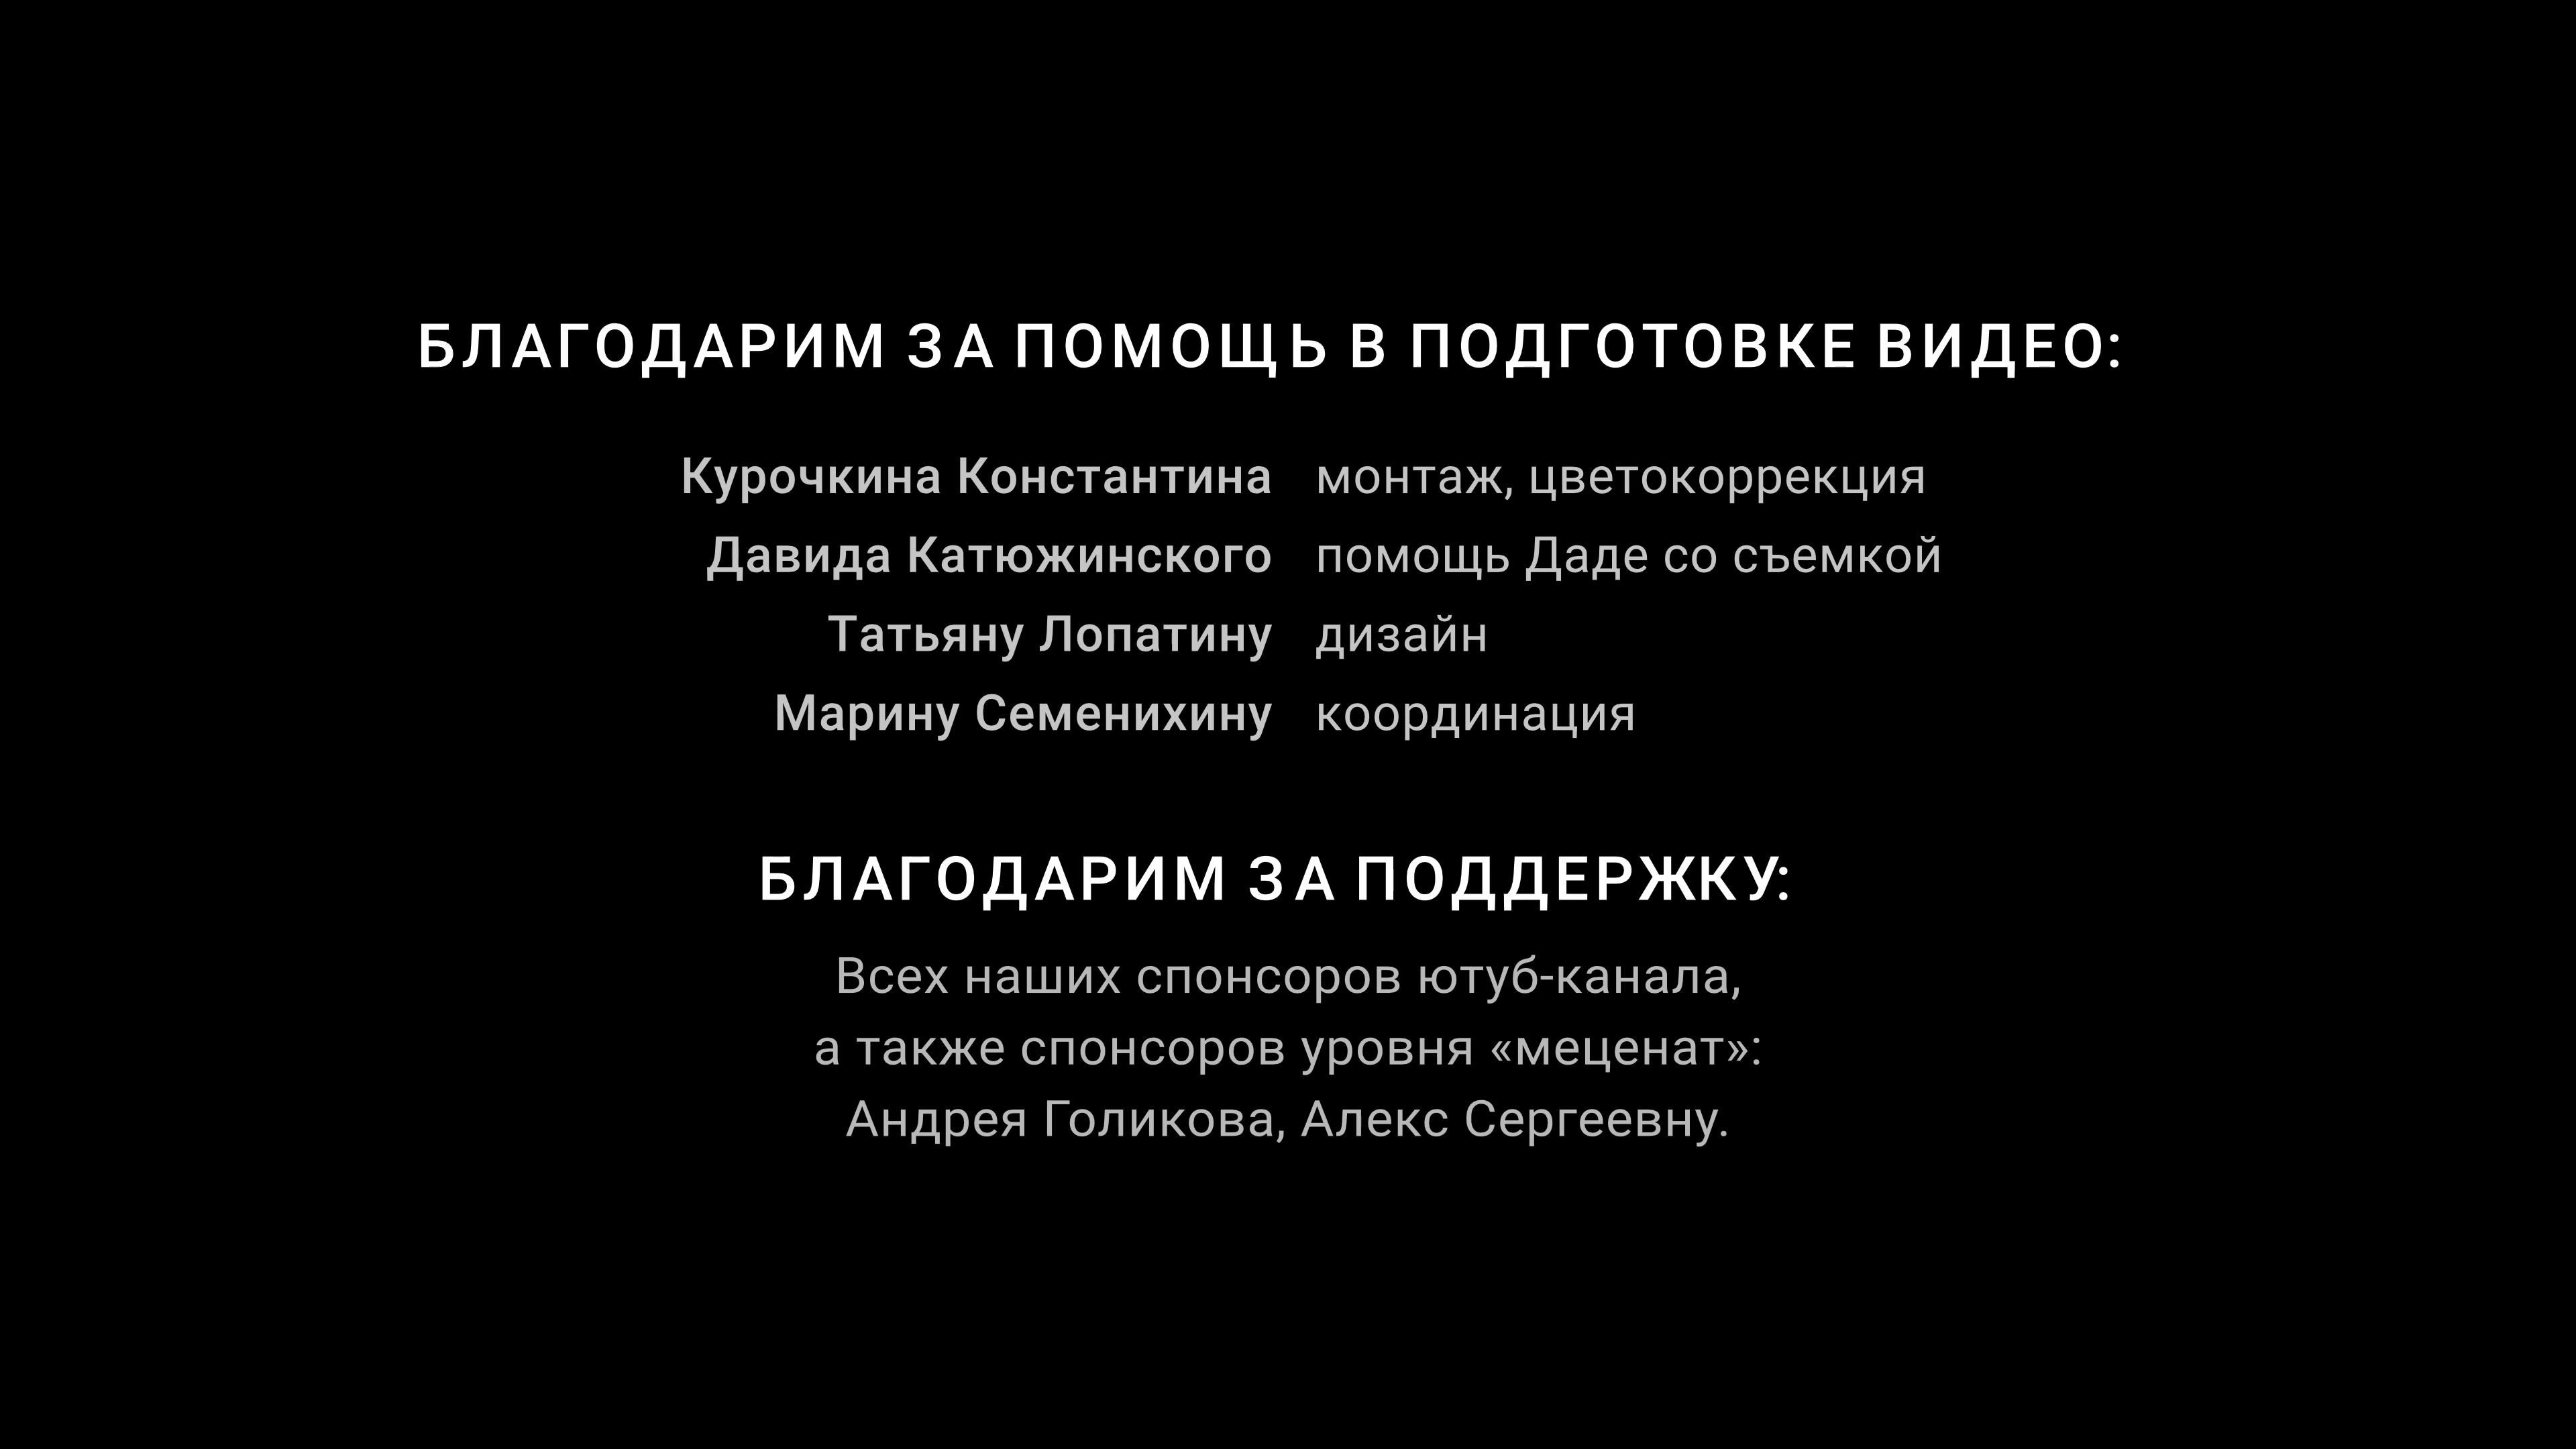 БЛАГОДАРИМ ЗА ПОМОЩЬ В ПОДГОТОВКЕ ВИДЕО:
Курочкина Константина монтаж, цветокоррекция
Давида Катюжинского помощь Даде со съемкой
Татьяну Лопатину дизайн
Марину Семенихину координация
БЛАГОДАРИМ ЗА ПОДДЕРЖКУ:
Всех наших спонсоров ютуб-канала,
а также спонсоров уровня «меценат»:
Андрея Голикова, Алекс Сергеевну.